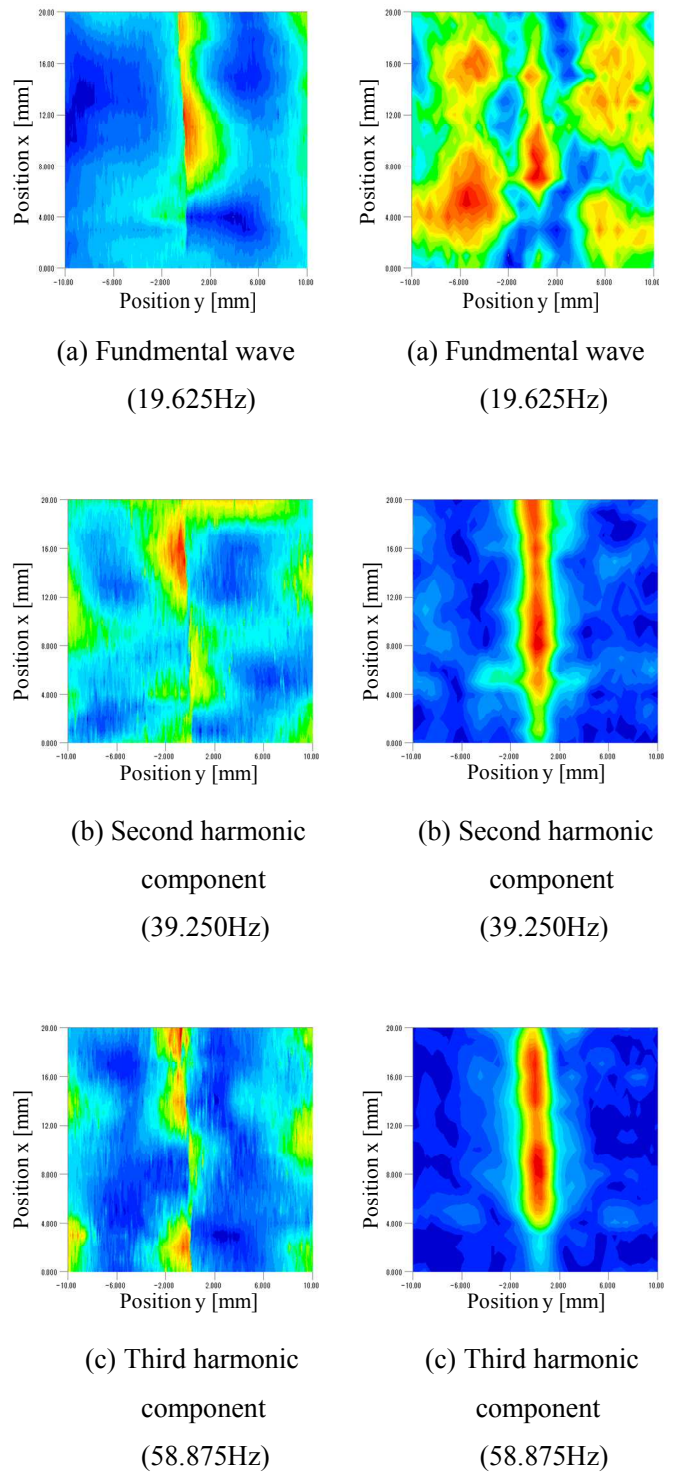 20.00
16.00
12.00
8.000
4.000
0.000
Position x [mm]
-10.00 -6.000 -2.000 2.000 6.000 10.00
Position y [mm]
(a) Fundmental wave
(19.625Hz)
20.00
16.00
12.00
8.000
4.000
0.000
Position x [mm]
-10.00 -6.000 -2.000 2.000 6.000 10.00
Position y [mm]
(a) Fundmental wave
(19.625Hz)
20.00
16.00
12.00
8.000
4.000
0.000
Position x [mm]
-10.00 -6.000 -2.000 2.000 6.000 10.00
Position y [mm]
(b) Second harmonic
component
(39.250Hz)
20.00
16.00
12.00
8.000
4.000
0.000
Position x [mm]
-10.00 -6.000 -2.000 2.000 6.000 10.00
Position y [mm]
(b) Second harmonic
component
(39.250Hz)
20.00
16.00
12.00
8.000
4.000
0.000
Position x [mm]
-10.00 -6.000 -2.000 2.000 6.000 10.00
Position y [mm]
(c) Third harmonic
component
(58.875Hz)
20.00
16.00
12.00
8.000
4.000
0.000
Position x [mm]
-10.00 -6.000 -2.000 2.000 6.000 10.00
Position y [mm]
(c) Third harmonic
component
(58.875Hz)